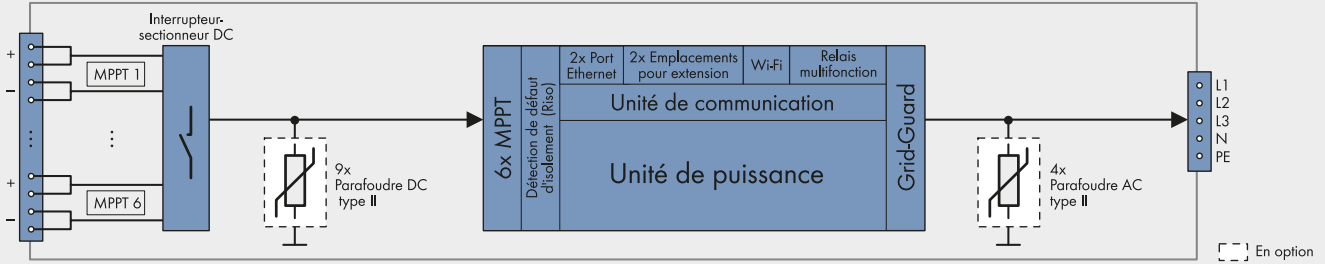 Interrupteur-
sectionneur DC
+
MPPT 1
−
⋮
⋮
+
MPPT 6
−
9x
Parafoudre DC
type II
6x MPPT
Détection de défaut
d'isolement (Riso)
2x Port
Ethernet
2x Emplacements
pour extension
Wi-Fi
Relais
multifonction
Unité de communication
Unité de puissance
Grid-Guard
4x
Parafoudre AC
type II
L1
L2
L3
N
PE
En option